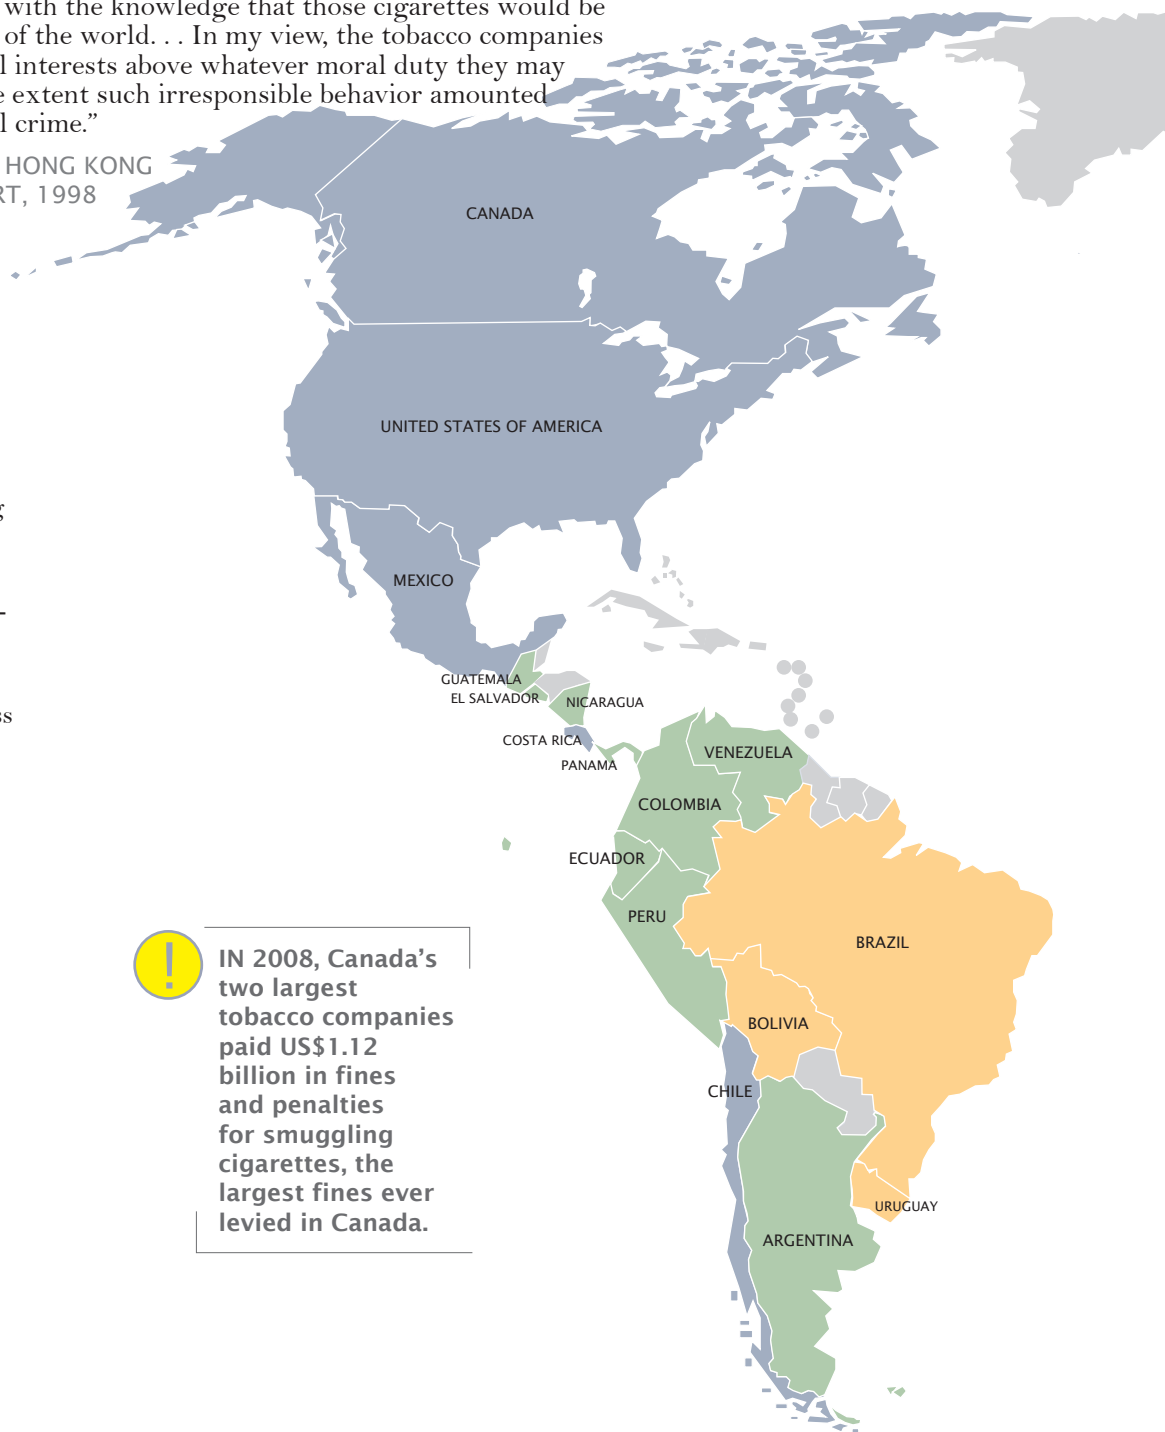 with the knowledge that those cigarettes would be
of the world. . . In my view, the tobacco companies
l interests above whatever moral duty they may
e extent such irresponsible behavior amounted
l crime.”
HONG KONG
RT, 1998
CANADA
UNITED STATES OF AMERICA
g
MEXICO
-
GUATEMALA
EL SALVADOR
NICARAGUA
ss
COSTA RICA
PANAMA
VENEZUELA
COLOMBIA
ECUADOR
PERU
BRAZIL
BOLIVIA
CHILE
URUGUAY
ARGENTINA
!
IN 2008, Canada’s
two largest
tobacco companies
paid US$1.12
billion in fines
and penalties
for smuggling
cigarettes, the
largest fines ever
levied in Canada.